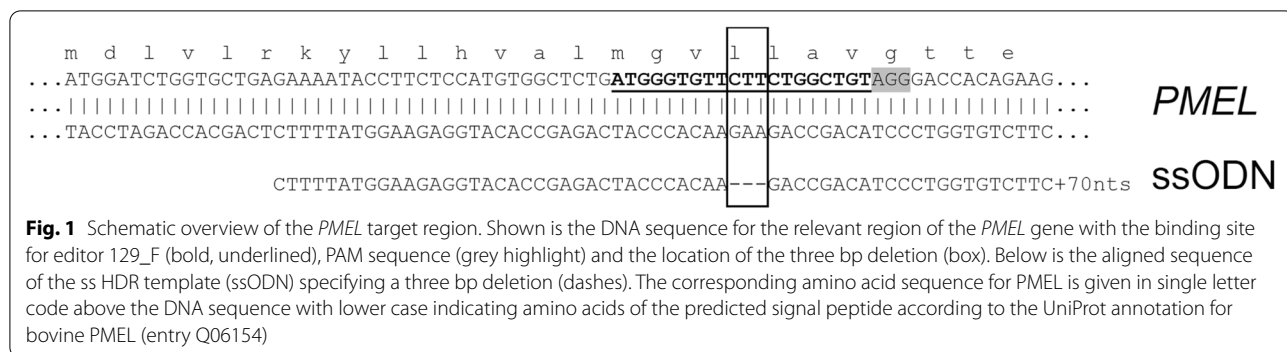 m d l v l r k y l l h v a l m g v l l a v g t t e
...ATGGATCTGGTGCTGAGAAAATACCTTCTCCATGTGGCTCTGATGGGTGTTCTTCTGGCTGTAGGGACCACAGAAG...
...||||||||||||||||||||||||||||||||||||||||||||||||||||||||||||||||||||||||||||...
...TACCTAGACCACGACTCTTTTATGGAAGAGGTACACCGAGACTACCCACAAGAAGACCGACATCCCTGGTGTCTTC...
PMEL
CTTTTATGGAAGAGGTACACCGAGACTACCCACAA---GACCGACATCCCTGGTGTCTTC+70nts ssODN
Fig. 1 Schematic overview of the PMEL target region. Shown is the DNA sequence for the relevant region of the PMEL gene with the binding site
for editor 129_F (bold, underlined), PAM sequence (grey highlight) and the location of the three bp deletion (box). Below is the aligned sequence
of the ss HDR template (ssODN) specifying a three bp deletion (dashes). The corresponding amino acid sequence for PMEL is given in single letter
code above the DNA sequence with lower case indicating amino acids of the predicted signal peptide according to the UniProt annotation for
bovine PMEL (entry Q06154)